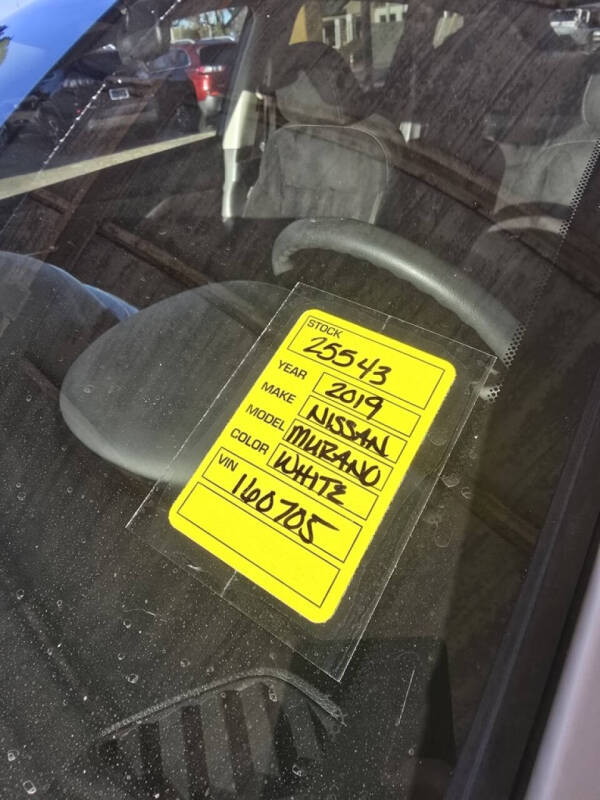 STOCK
25543
YEAR 2019
MAKE NISSAN
MODEL MURANO
COLOR WHITE
VIN
160705